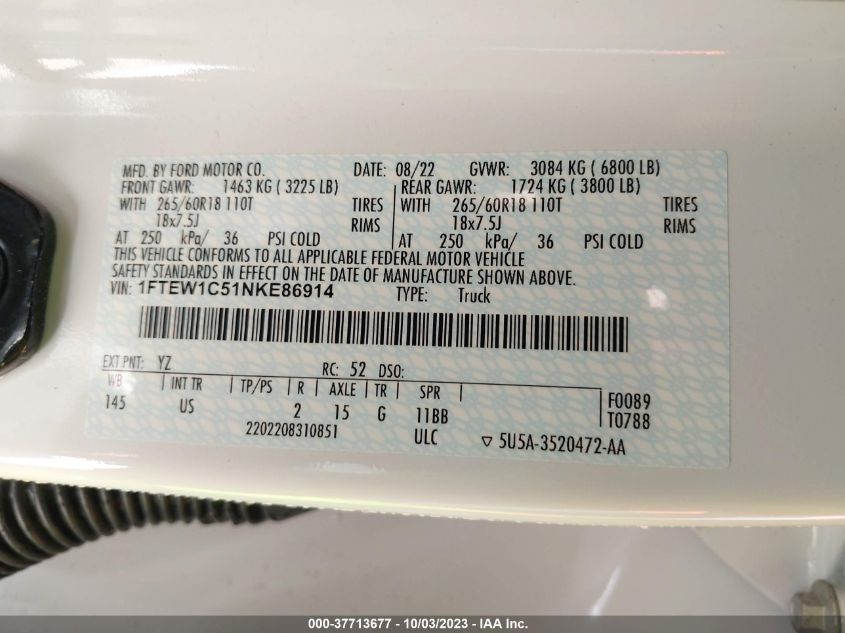 MFD. BY FORD MOTOR CO. DATE: 08/22 GVWR: 3084 KG ( 6800 LB)
FRONT GAWR: 1463 KG ( 3225 LB) REAR GAWR: 1724 KG ( 3800 LB)
WITH 265/60R18 110T TIRES WITH 265/60R18 110T TIRES
18x7.5J RIMS 18x7.5J RIMS
AT 250 kPa/ 36 PSI COLD AT 250 kPa/ 36 PSI COLD
THIS VEHICLE CONFORMS TO ALL APPLICABLE FEDERAL MOTOR VEHICLE
SAFETY STANDARDS IN EFFECT ON THE DATE OF MANUFACTURE SHOWN ABOVE.
VIN: 1FTEW1C51NKE86914 TYPE: Truck
EXT PNT: YZ RC: 52 DSO:
WB INT TR TP/PS R AXLE TR SPR F0089
145 US 2 15 G 11BB T0788
2202208310851 ULC 5U5A-3520472-AA
000-37713677 - 10/03/2023 - IAA Inc.